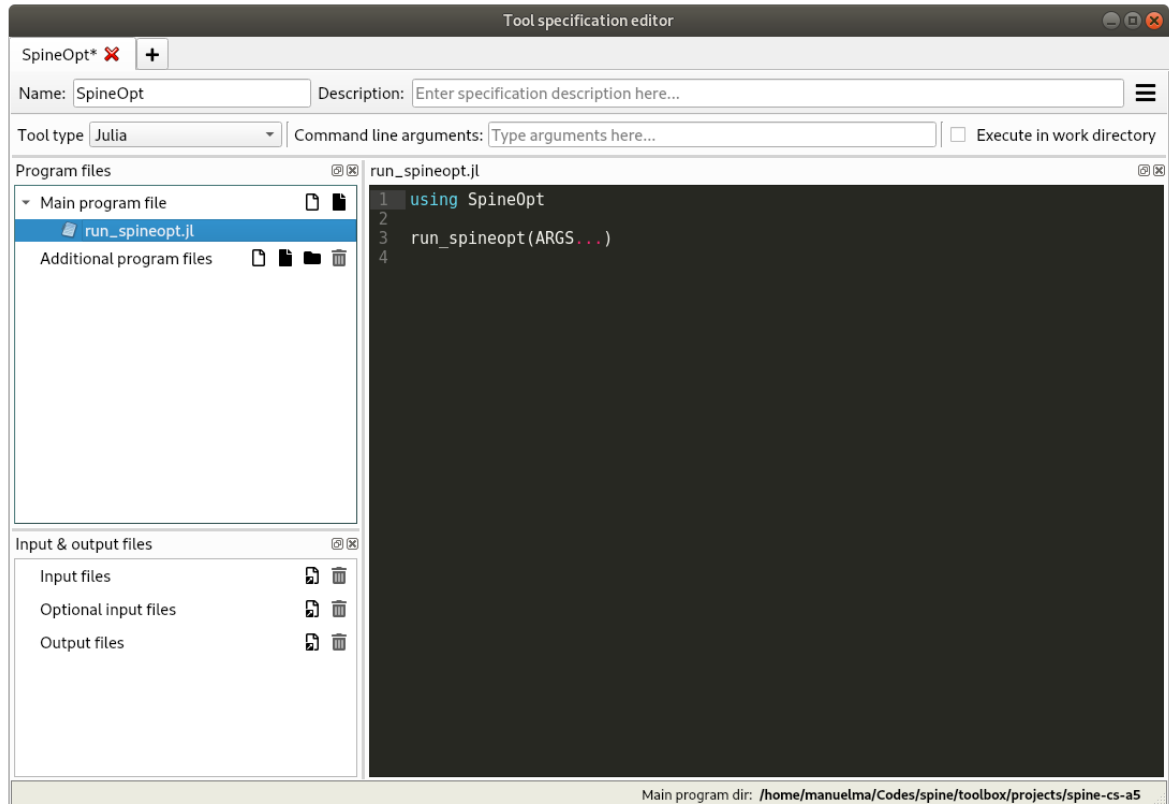 Tool specification editor
SpineOpt*
Name: SpineOpt Description: Enter specification description here...
Tool type Julia Command line arguments: Type arguments here... Execute in work directory
Program files
Main program file
run_spineopt.jl
Additional program files
run_spineopt.jl
1 using SpineOpt
2
3 run_spineopt(ARGS...)
4
Input & output files
Input files
Optional input files
Output files
Main program dir: /home/manuelma/Codes/spine/toolbox/projects/spine-cs-a5